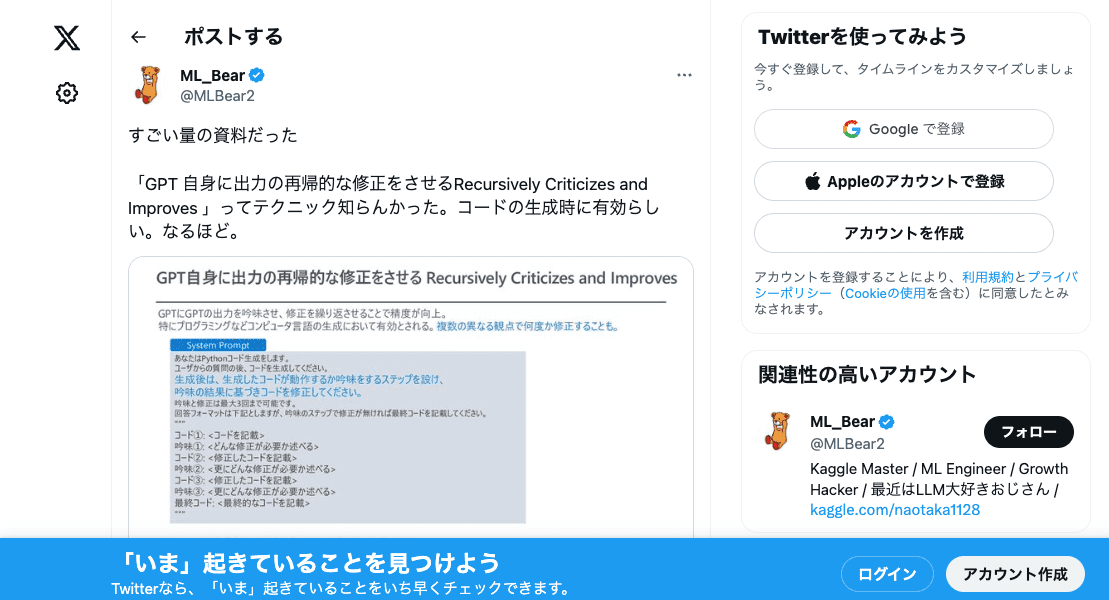 ポストする
ML_Bear
@MLBear2
すごい量の資料だった
「GPT 自身に出力の再帰的な修正をさせるRecursively Criticizes and
Improves 」ってテクニック知らんかった。コードの生成時に有効らし
い。なるほど。
GPT自身に出力の再帰的な修正をさせる Recursively Criticizes and Improves
GPTにGPTの出力を吟味させ、修正を繰り返させることで精度が向上。
特にプログラミングなどコンピュータ言語の生成において有効とされる。複数の異なる観点で何度か修正することも。
System Prompt
あなたはPythonコード生成をします。
ユーザからの質問の後、コードを生成してください。
生成後は、生成したコードが動作するか吟味をするステップを設け、
吟味の結果に基づきコードを修正してください。
吟味と修正は最大3回まで可能です。
回答フォーマットは下記としますが、吟味のステップで修正が無ければ最終コードを記載してください。
"""
コード①: <コードを記載>
吟味①: <どんな修正が必要か述べる>
コード②: <修正したコードを記載>
吟味②: <更にどんな修正が必要か述べる>
コード③: <修正したコードを記載>
吟味③: <更にどんな修正が必要か述べる>
最終コード: <最終的なコードを記載>
"""
Twitterを使ってみよう
今すぐ登録して、タイムラインをカスタマイズしましょ
う。
Google で登録
Appleのアカウントで登録
アカウントを作成
アカウントを登録することにより、利用規約とプライバ
シーポリシー（Cookieの使用を含む）に同意したとみ
なされます。
関連性の高いアカウント
ML_Bear
@MLBear2
フォロー
Kaggle Master / ML Engineer / Growth
Hacker / 最近はLLM大好きおじさん /
kaggle.com/naotaka1128
「いま」起きていることを見つけよう
Twitterなら、「いま」起きていることをいち早くチェックできます。
ログイン
アカウント作成